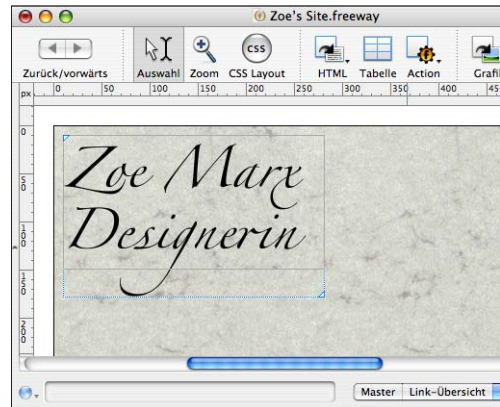 Zoe's Site.freeway
Zurück/vorwärts Auswahl Zoom CSS Layout HTML Tabelle Action Grafik
css
px 0 50 100 150 200 250 300 350 400 450
0
50
100
150
200
Zoe Marx
Designerin
Master Link-Übersicht